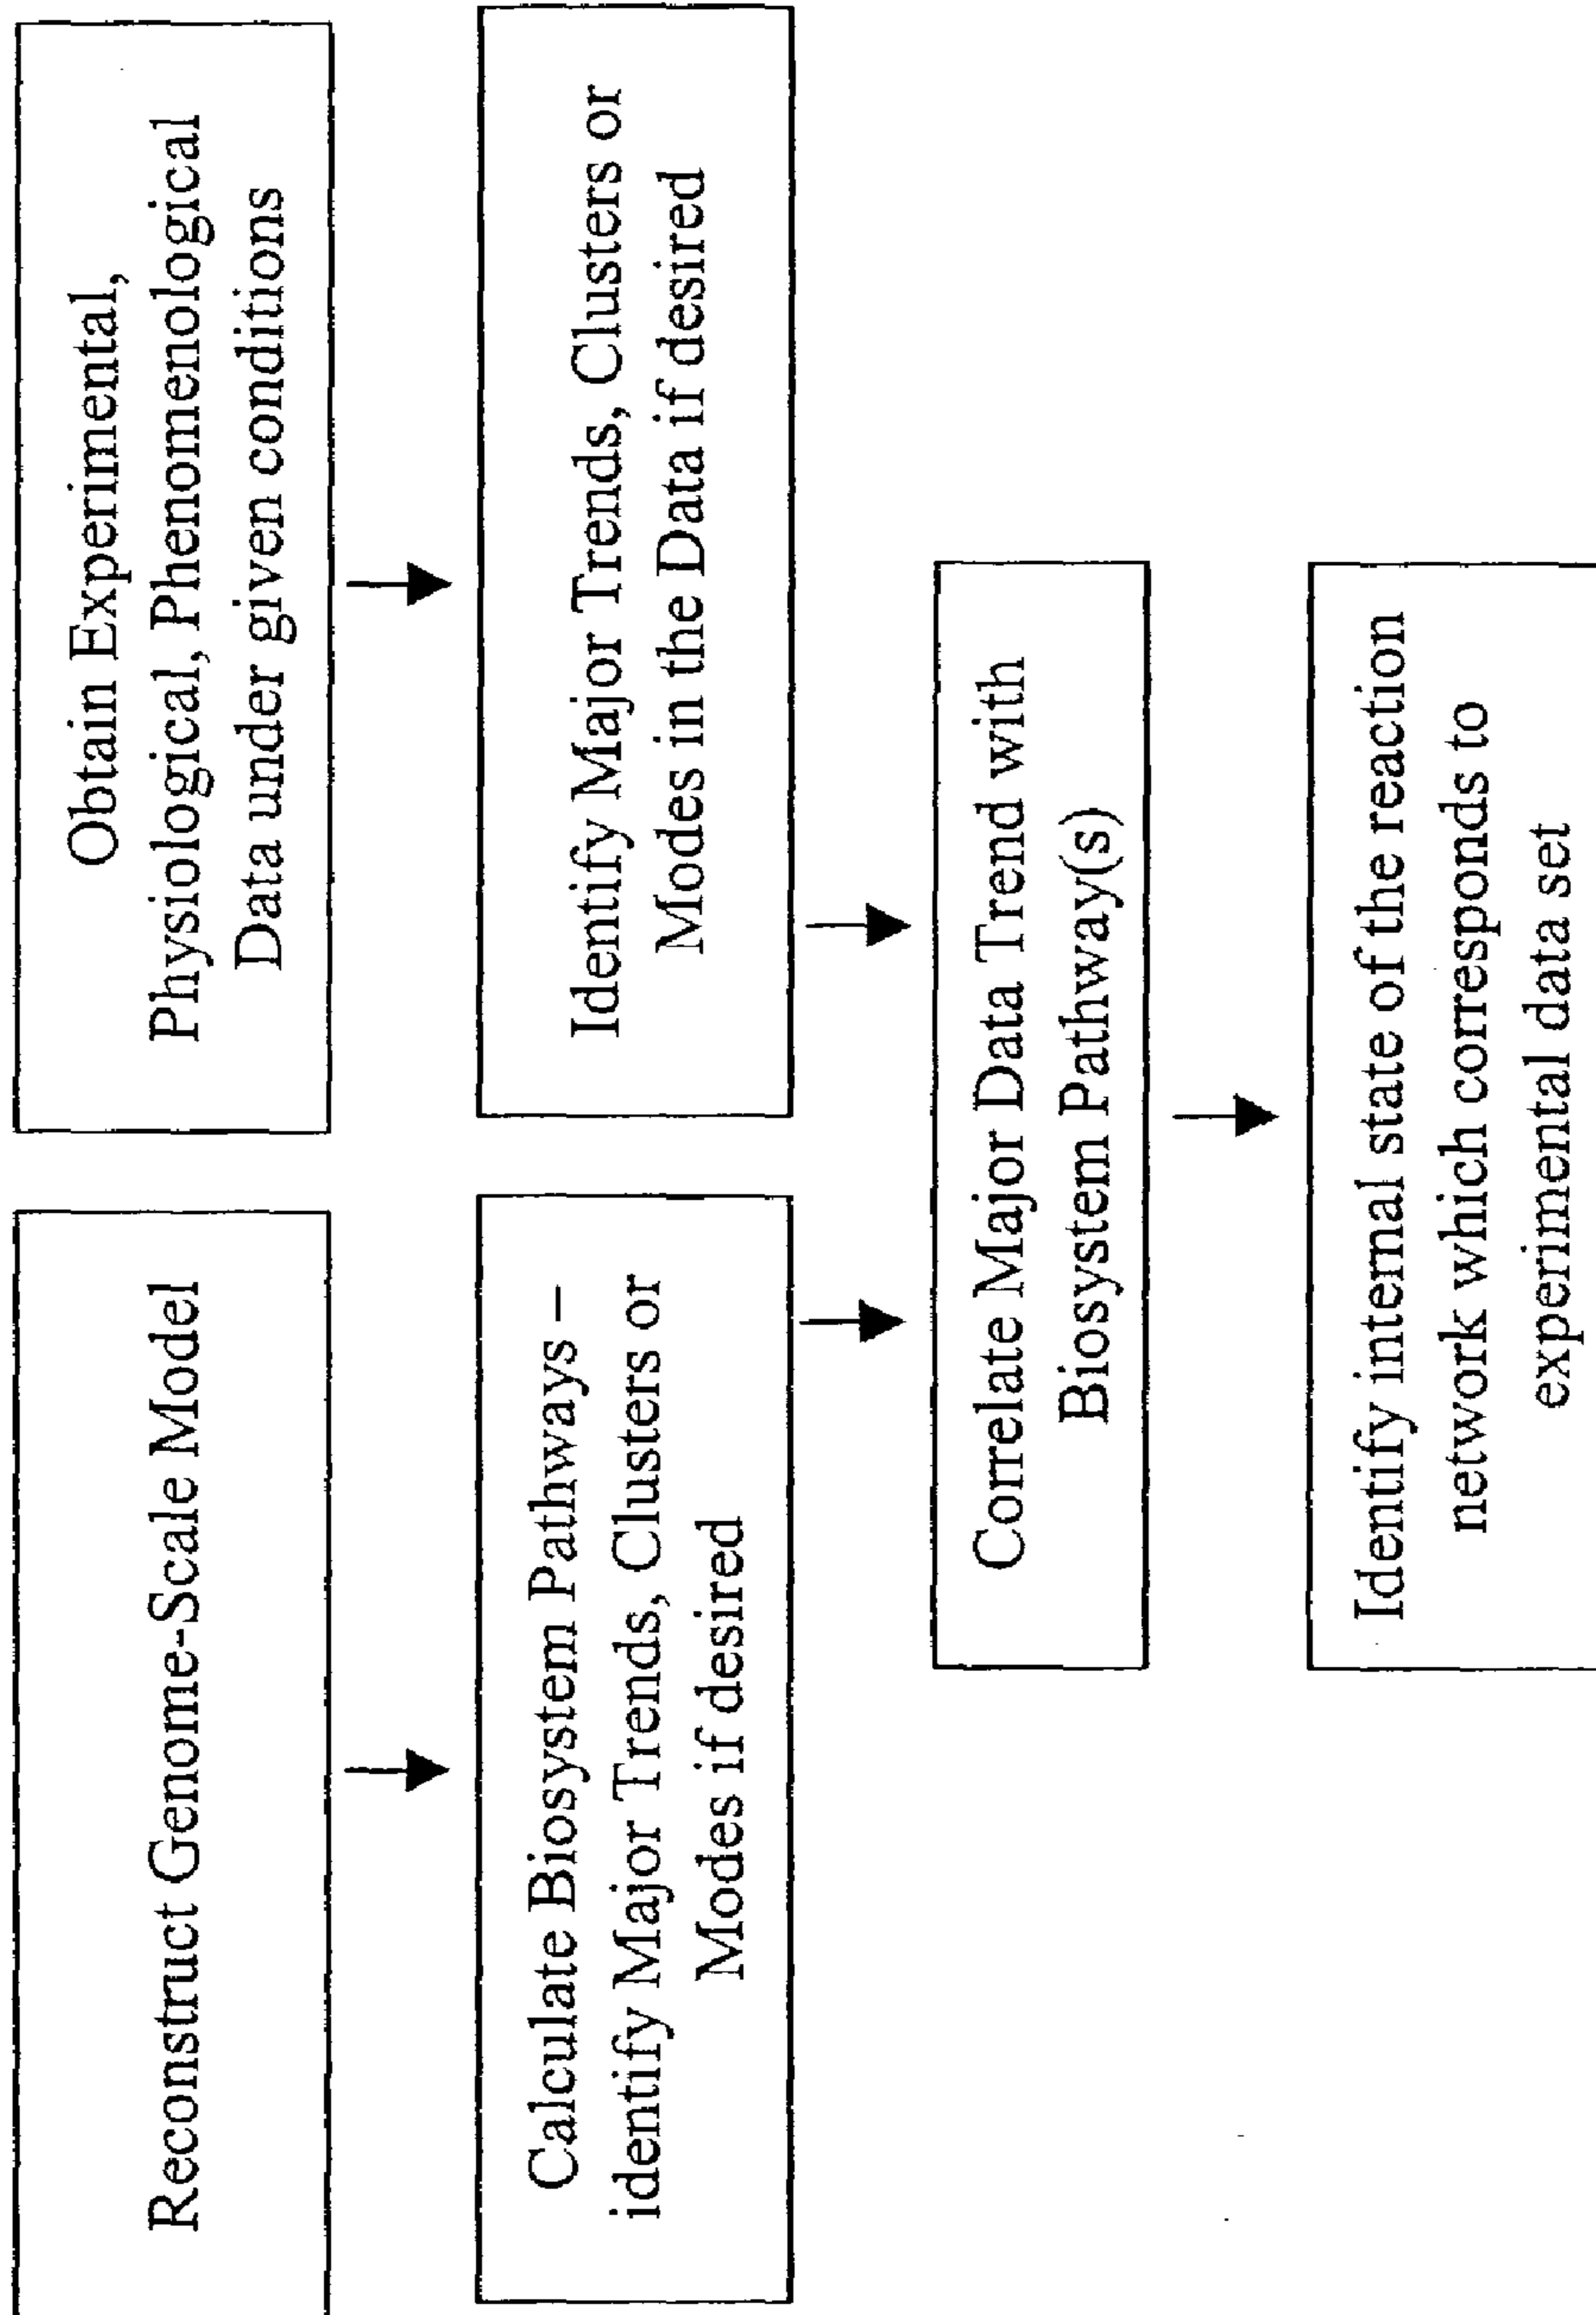 Reconstruct Genome-Scale Model
Calculate Biosystem Pathways –
identify Major Trends, Clusters or
Modes if desired
Obtain Experimental,
Physiological, Phenomenological
Data under given conditions
Identify Major Trends, Clusters or
Modes in the Data if desired
Correlate Major Data Trend with
Biosystem Pathway(s)
Identify internal state of the reaction
network which corresponds to
experimental data set